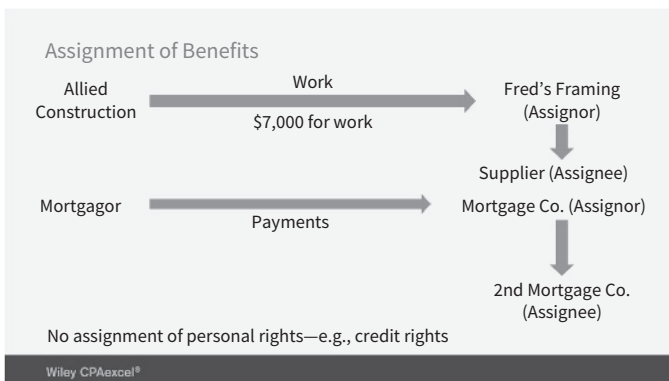 Assignment of Benefits
Allied
Construction
Work
$7,000 for work
Fred's Framing
(Assignor)
Supplier (Assignee)
Mortgagor
Payments
Mortgage Co. (Assignor)
2nd Mortgage Co.
(Assignee)
No assignment of personal rights—e.g., credit rights
Wiley CPAexcel®